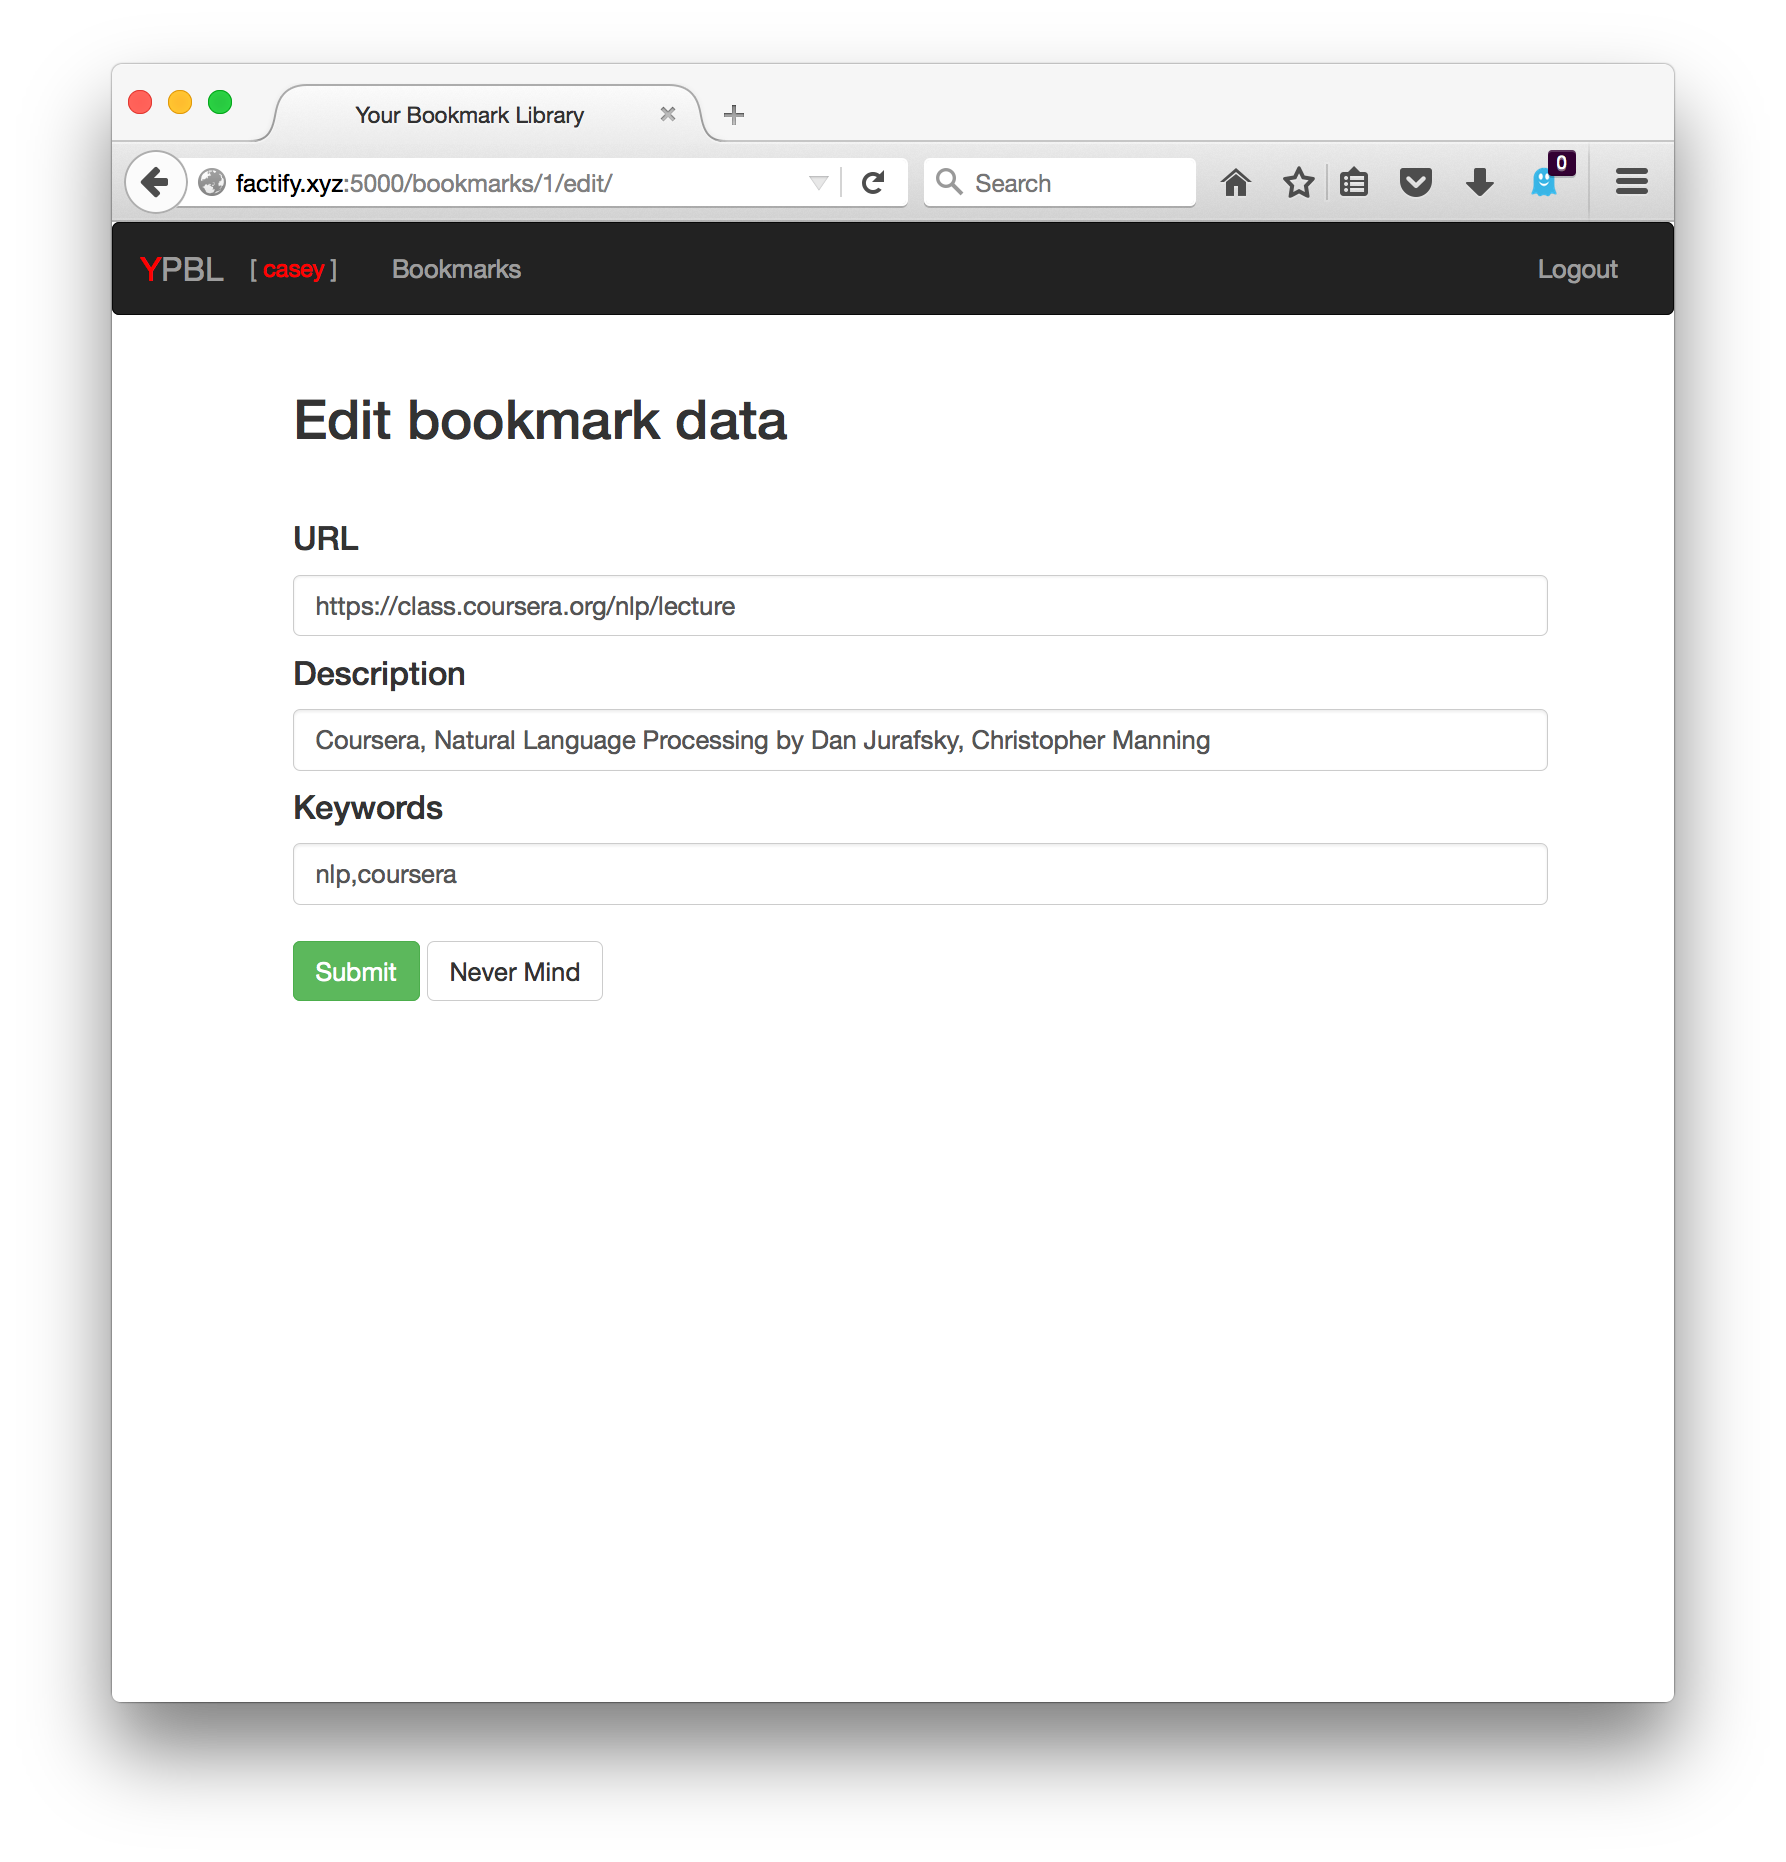 Your Bookmark Library
factify.xyz:5000/bookmarks/1/edit/
Search
0
YPBL [ casey ] Bookmarks Logout
Edit bookmark data
URL
https://class.coursera.org/nlp/lecture
Description
Coursera, Natural Language Processing by Dan Jurafsky, Christopher Manning
Keywords
nlp,coursera
Submit Never Mind